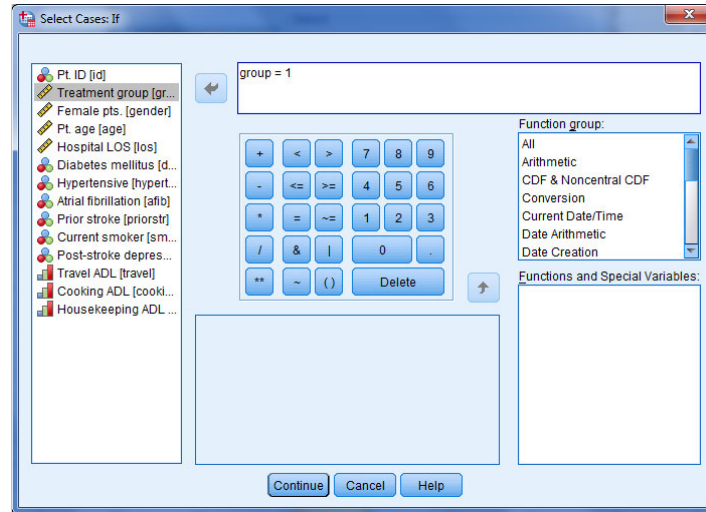 Select Cases: If
group = 1
Pt. ID [id]
Treatment group [gr...
Female pts. [gender]
Pt. age [age]
Hospital LOS [los]
Diabetes mellitus [d...
Hypertensive [hypert...
Atrial fibrillation [afib]
Prior stroke [priorstr]
Current smoker [sm...
Post-stroke depres...
Travel ADL [travel]
Cooking ADL [cooki...
Housekeeping ADL ...
+ < > 7 8 9
- <= >= 4 5 6
* = ~= 1 2 3
/ & | 0 .
** ~ ( ) Delete
Function group:
All
Arithmetic
CDF & Noncentral CDF
Conversion
Current Date/Time
Date Arithmetic
Date Creation
Functions and Special Variables:
Continue Cancel Help